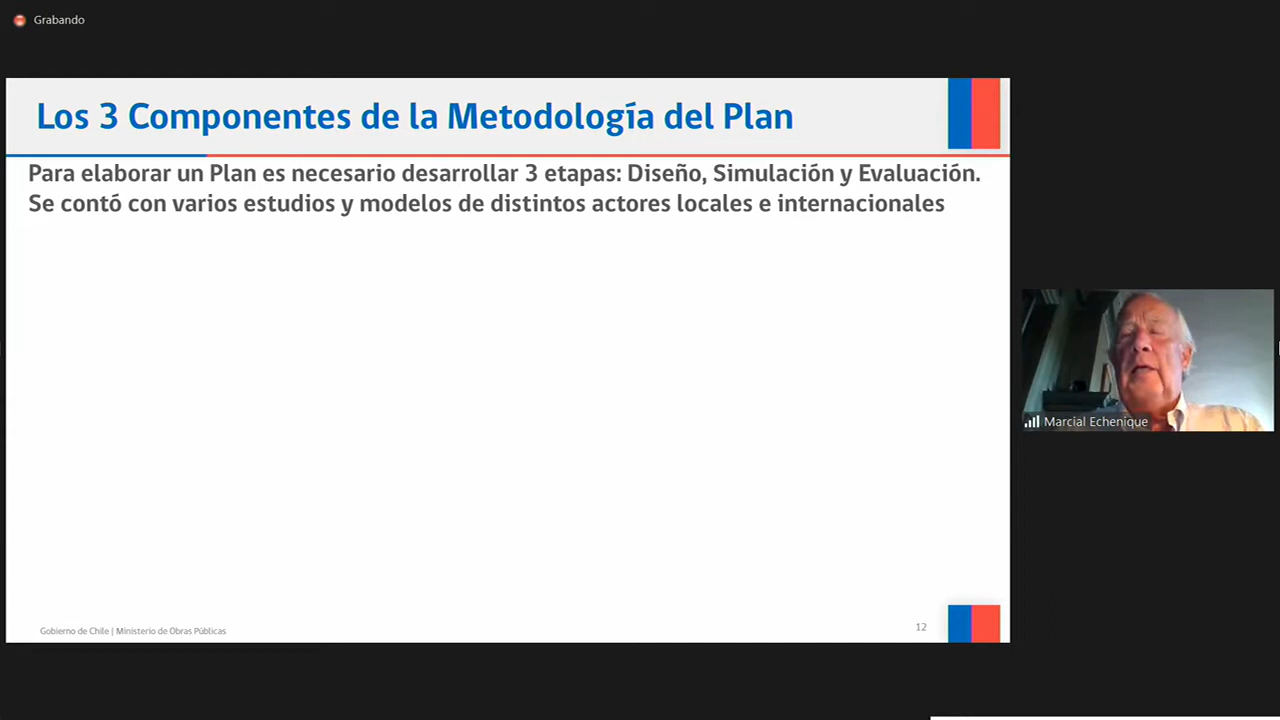 Grabando
Los 3 Componentes de la Metodología del Plan
Para elaborar un Plan es necesario desarrollar 3 etapas: Diseño, Simulación y Evaluación.
Se contó con varios estudios y modelos de distintos actores locales e internacionales
Marcial Echenique
Gobierno de Chile | Ministerio de Obras Públicas
12